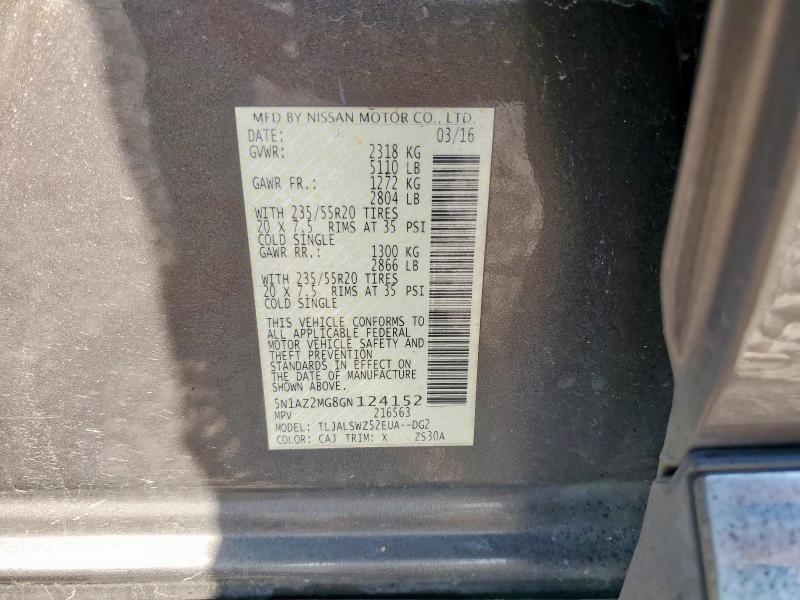 MFD BY NISSAN MOTOR CO., LTD.
DATE: 03/16
GVWR: 2318 KG
5110 LB
GAWR FR.: 1272 KG
2804 LB
WITH 235/55R20 TIRES
20 X 7.5 RIMS AT 35 PSI
COLD SINGLE
GAWR RR.: 1300 KG
2866 LB
WITH 235/55R20 TIRES
20 X 7.5 RIMS AT 35 PSI
COLD SINGLE
THIS VEHICLE CONFORMS TO
ALL APPLICABLE FEDERAL
MOTOR VEHICLE SAFETY AND
THEFT PREVENTION
STANDARDS IN EFFECT ON
THE DATE OF MANUFACTURE
SHOWN ABOVE.
5N1AZ2MG8GN124152
MPV 216563
MODEL: TLJALSWZ52EUA--DG2
COLOR: CAJ TRIM: X ZS30A